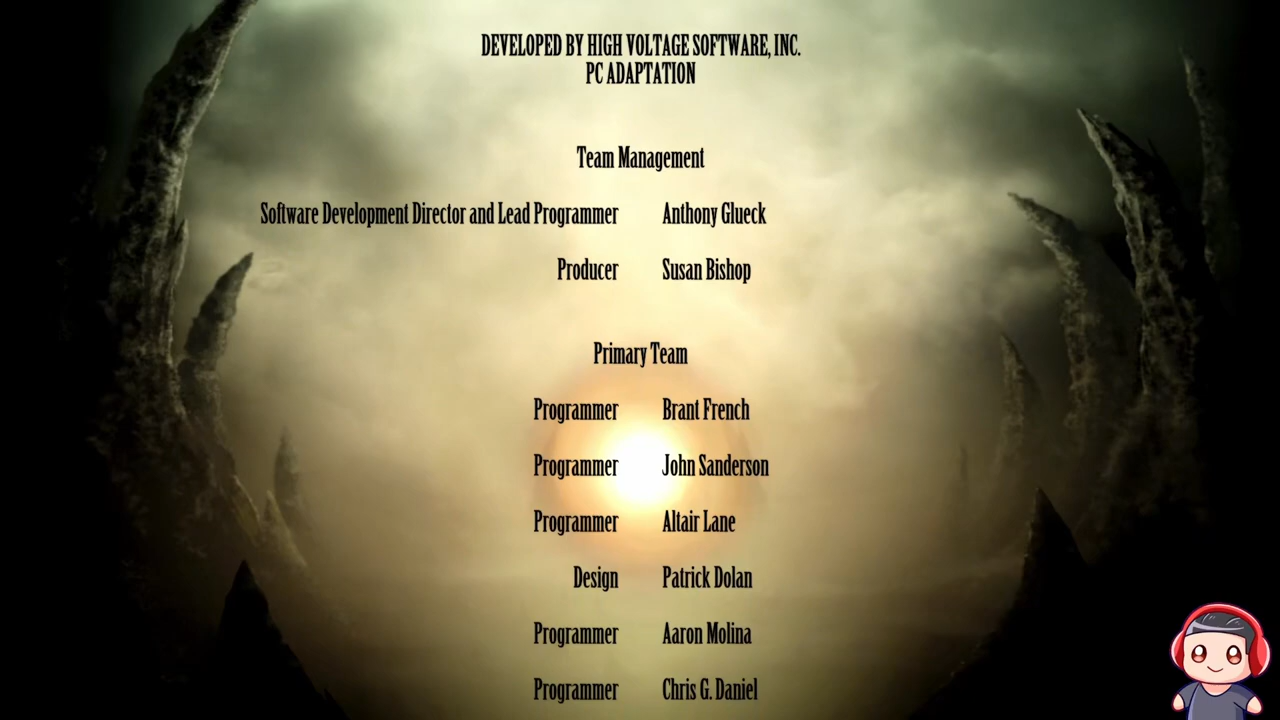 DEVELOPED BY HIGH VOLTAGE SOFTWARE, INC.
PC ADAPTATION
Team Management
Software Development Director and Lead Programmer Anthony Glueck
Producer Susan Bishop
Primary Team
Programmer Brant French
Programmer John Sanderson
Programmer Altair Lane
Design Patrick Dolan
Programmer Aaron Molina
Programmer Chris G. Daniel